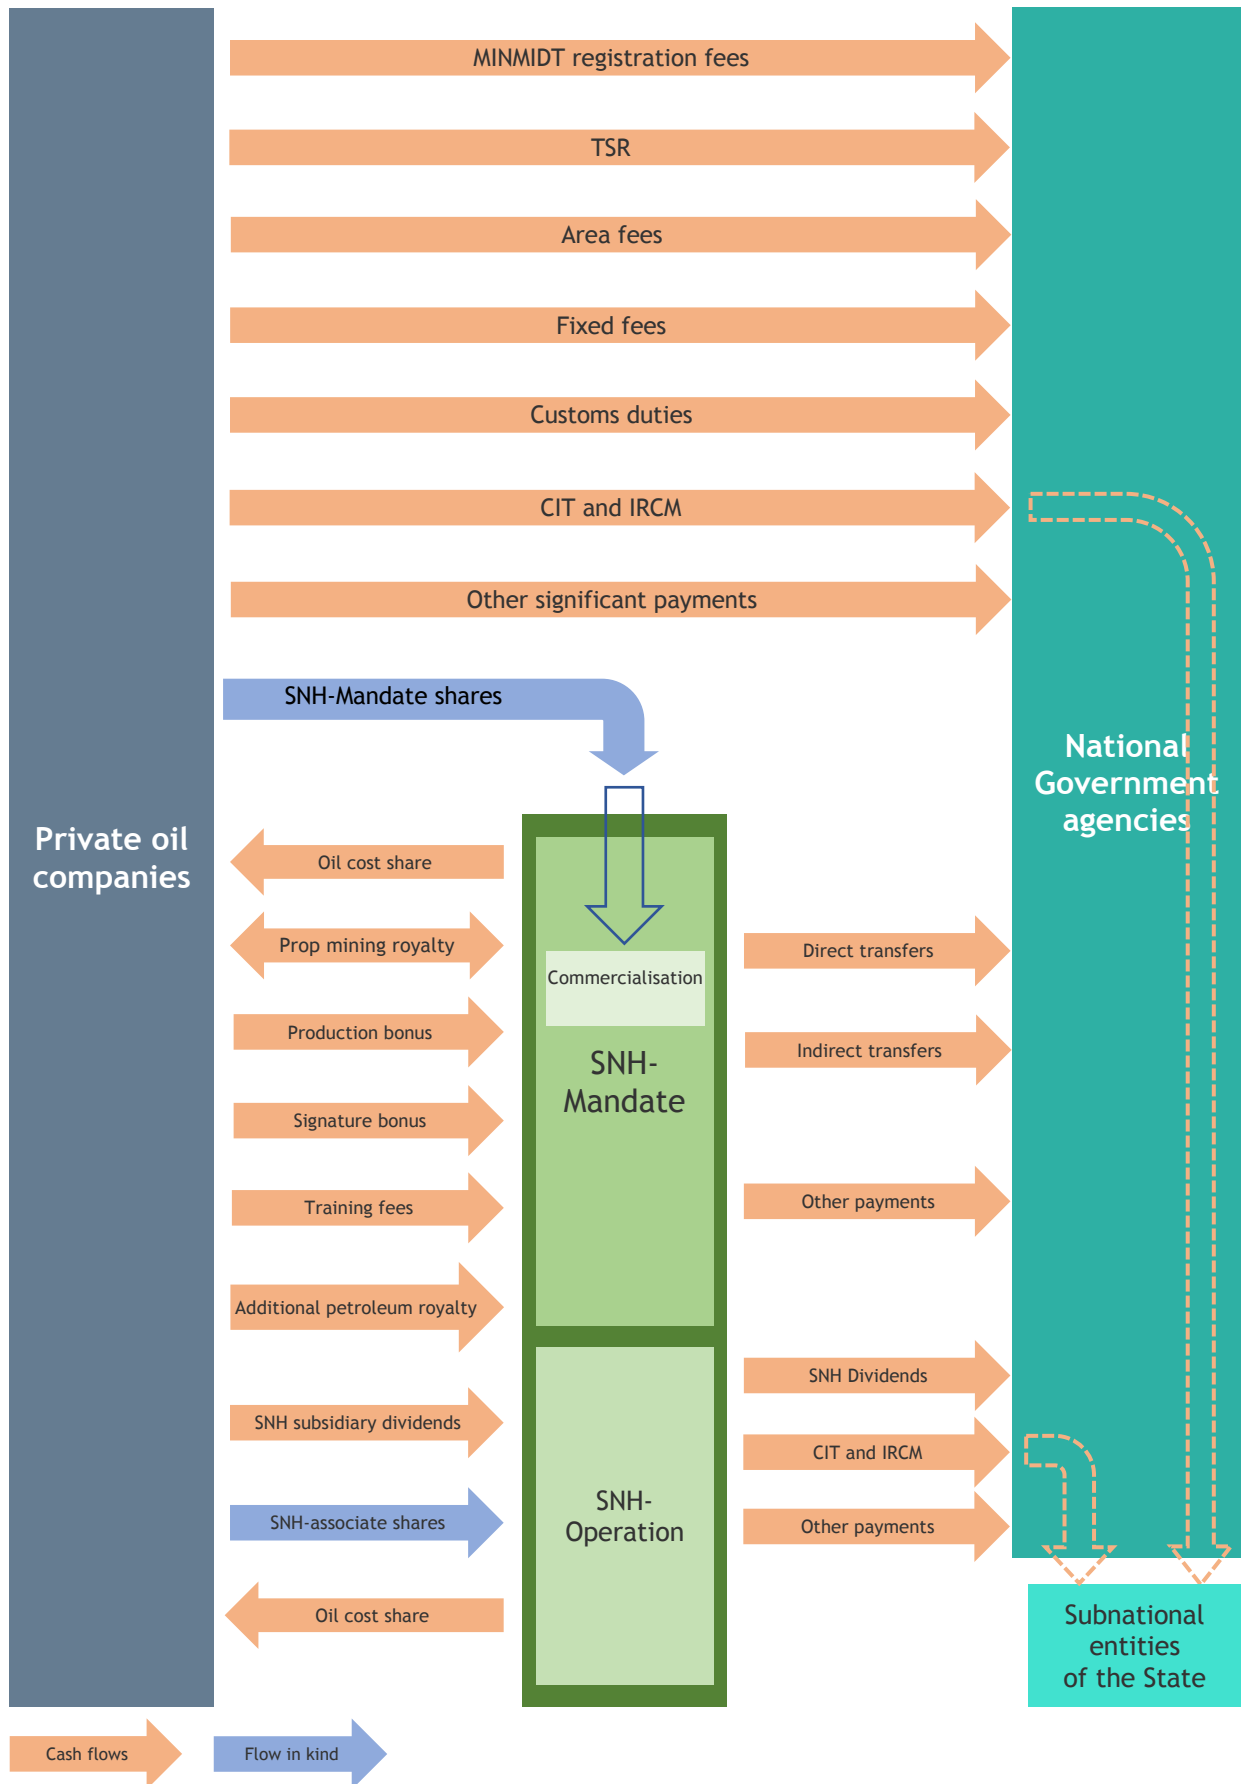 MINMIDT registration fees
TSR
Area fees
Fixed fees
Customs duties
CIT and IRCM
Other significant payments
SNH-Mandate shares
Private oil
companies
National
Government
agencies
Oil cost share
Prop mining royalty
Production bonus
Signature bonus
Training fees
Additional petroleum royalty
SNH subsidiary dividends
SNH-associate shares
Oil cost share
Commercialisation
SNH-
Mandate
SNH-
Operation
Direct transfers
Indirect transfers
Other payments
SNH Dividends
CIT and IRCM
Other payments
Subnational
entities
of the State
Cash flows
Flow in kind